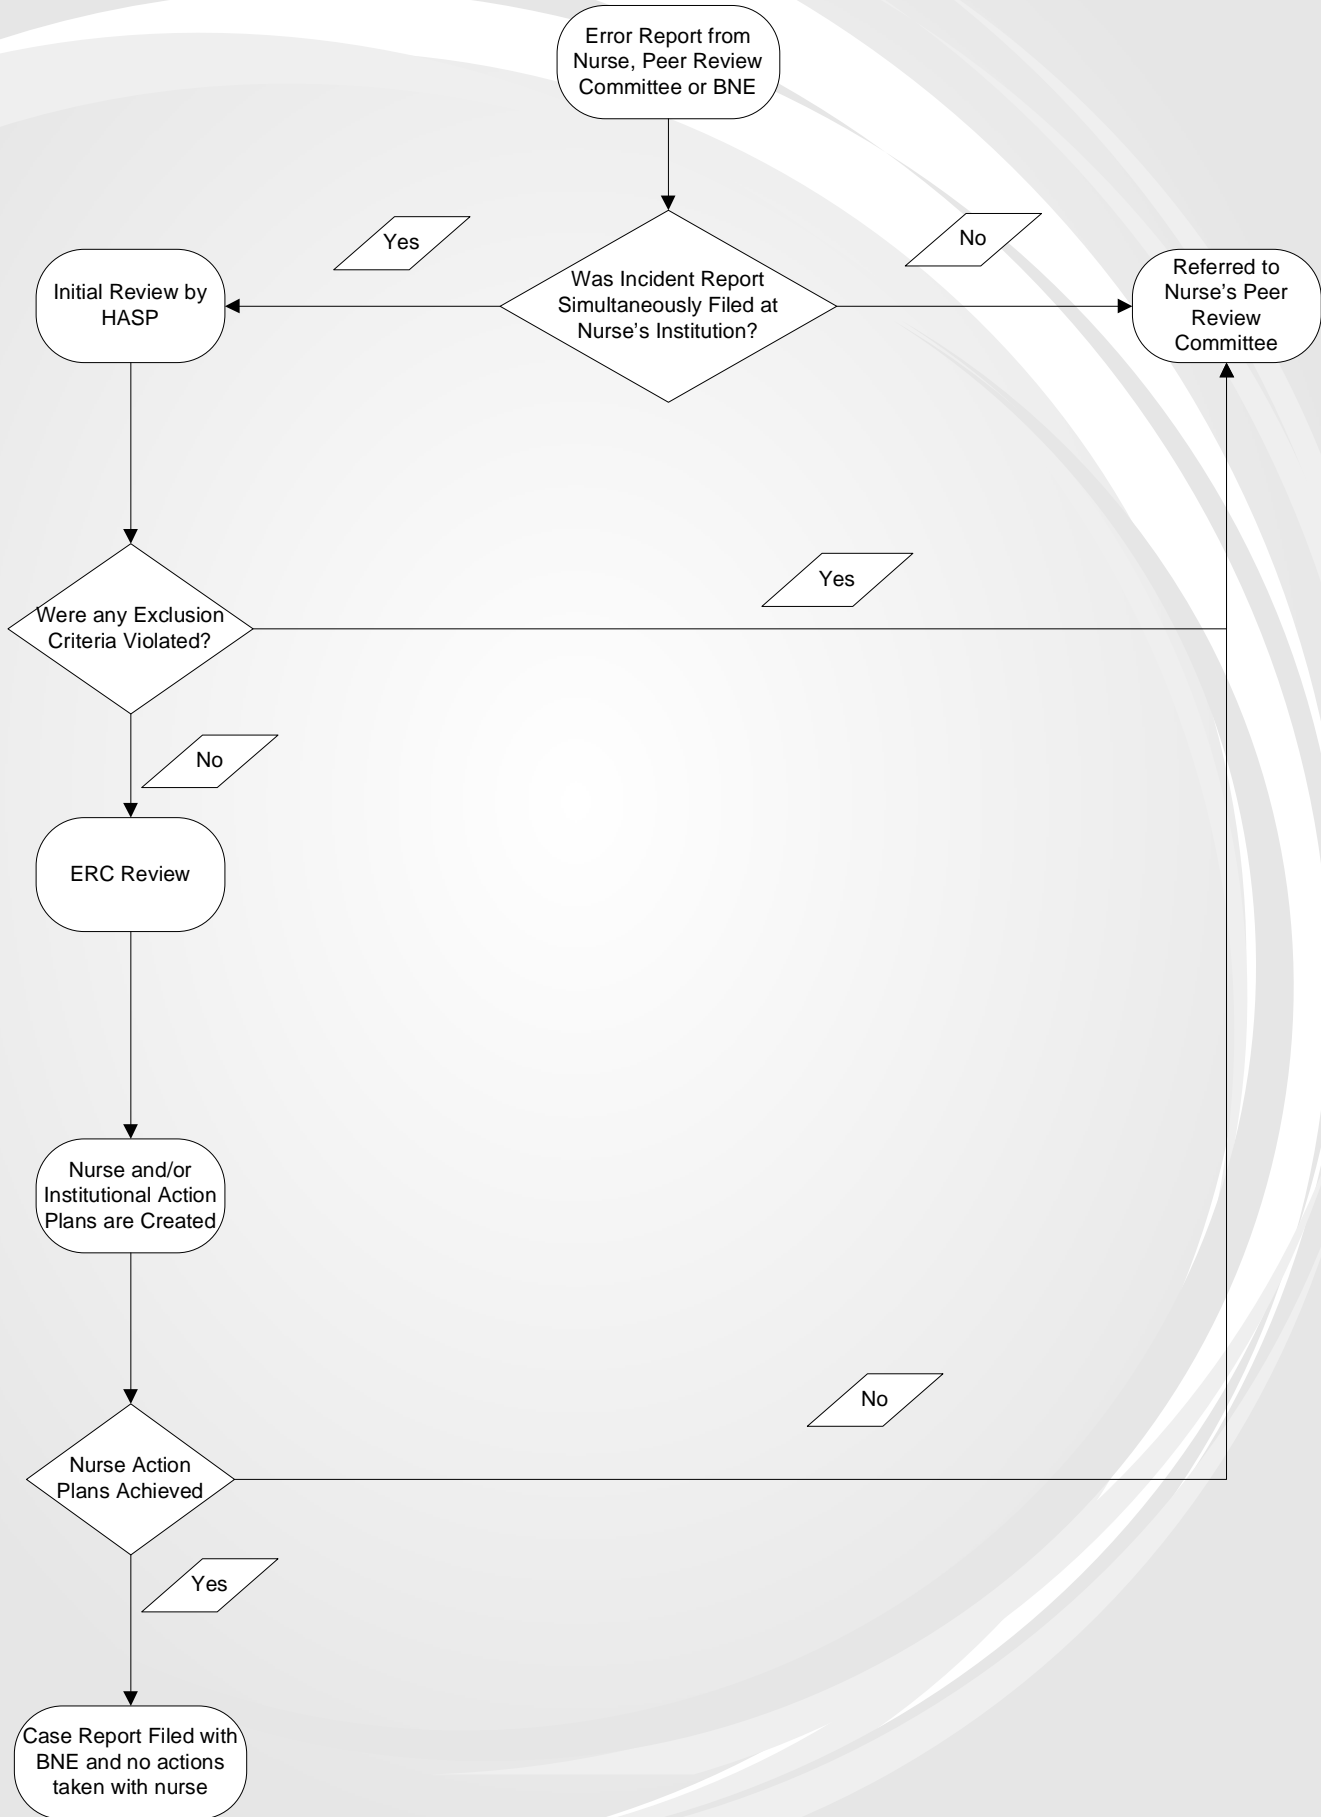 Error Report from
Nurse, Peer Review
Committee or BNE
Yes
No
Initial Review by
HASP
Was Incident Report
Simultaneously Filed at
Nurse’s Institution?
Referred to
Nurse’s Peer
Review
Committee
Were any Exclusion
Criteria Violated?
Yes
No
ERC Review
Nurse and/or
Institutional Action
Plans are Created
No
Nurse Action
Plans Achieved
Yes
Case Report Filed with
BNE and no actions
taken with nurse